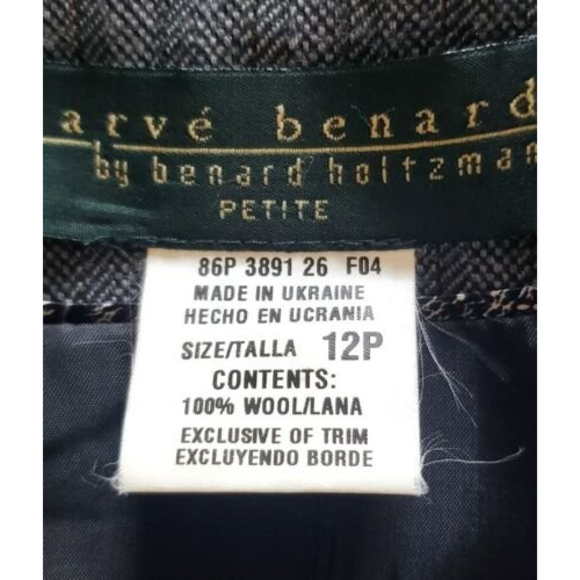 arvé benard
by benard holtzman
PETITE
86P 3891 26 F04
MADE IN UKRAINE
HECHO EN UCRANIA
SIZE/TALLA 12P
CONTENTS:
100% WOOL/LANA
EXCLUSIVE OF TRIM
EXCLUYENDO BORDE